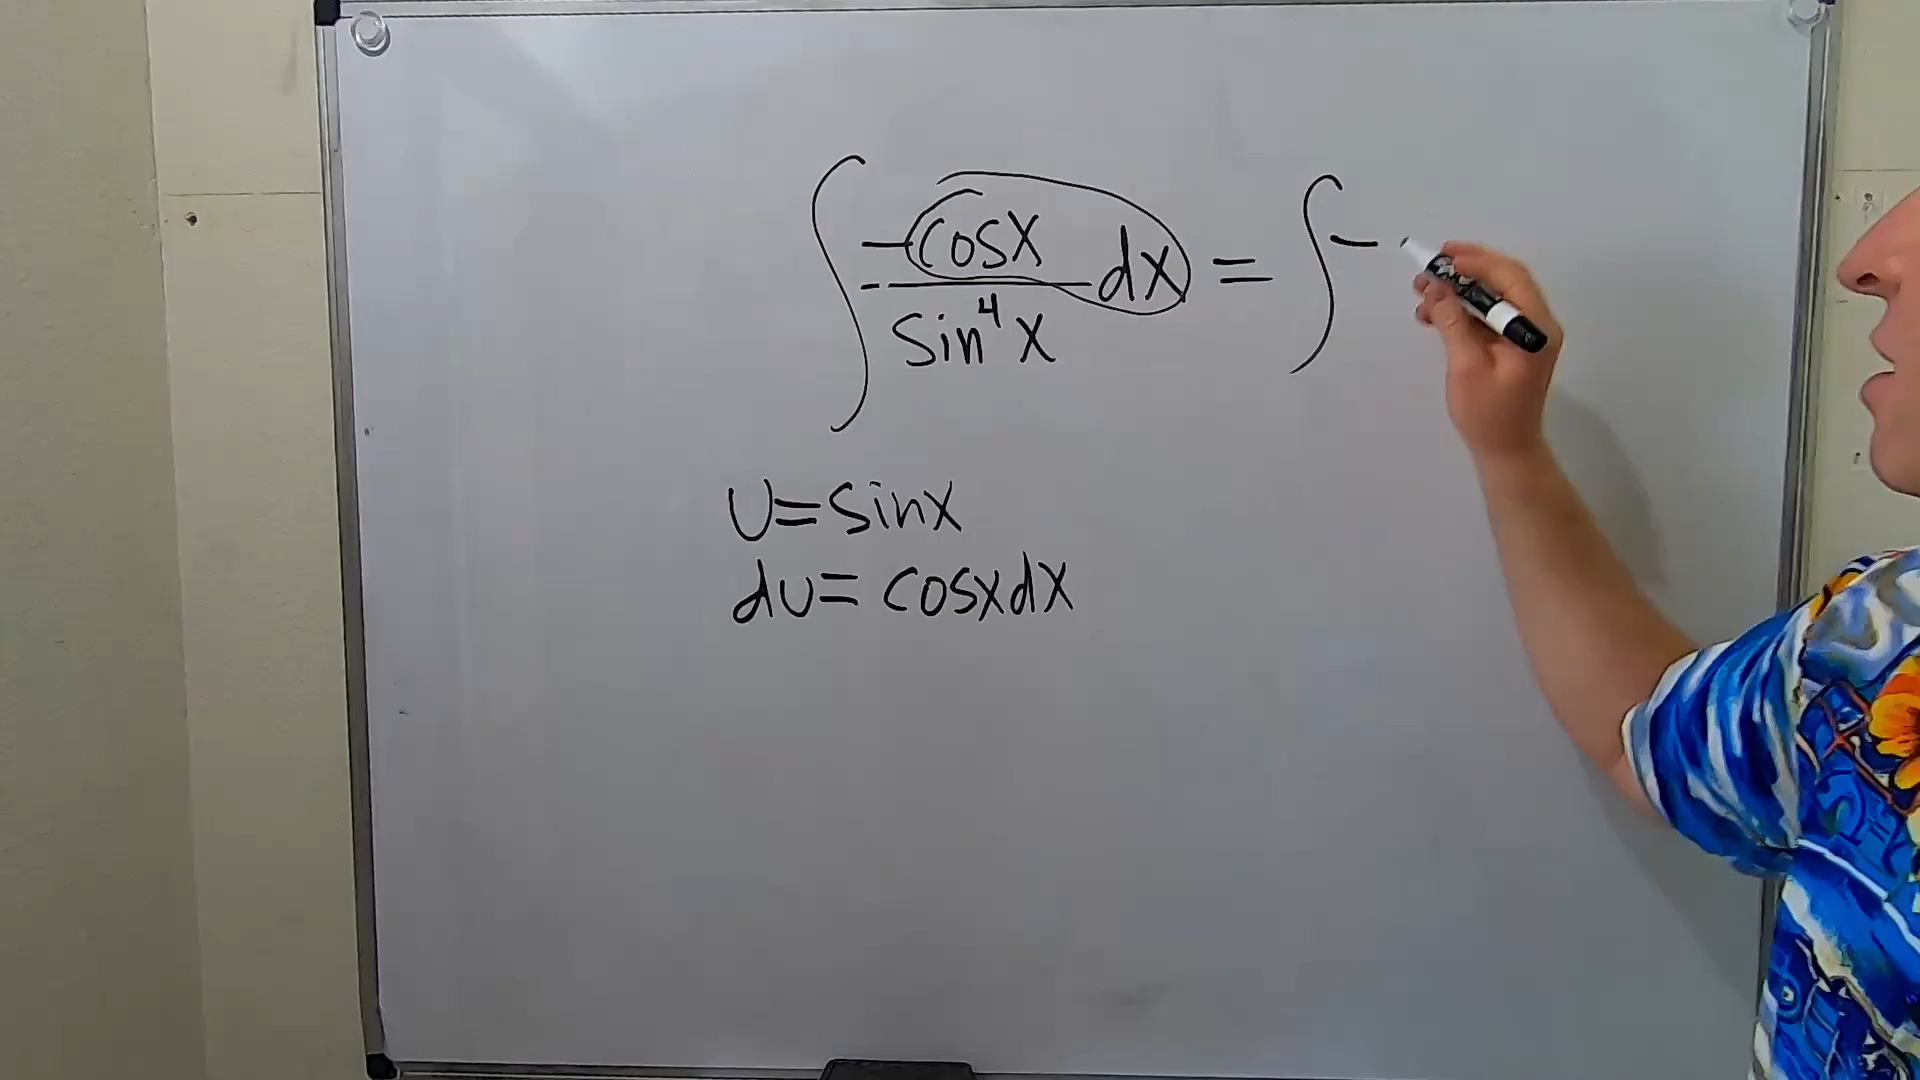 ∫ -cosx / sin⁴x dx = ∫ -
u = sinx
du = cosxdx